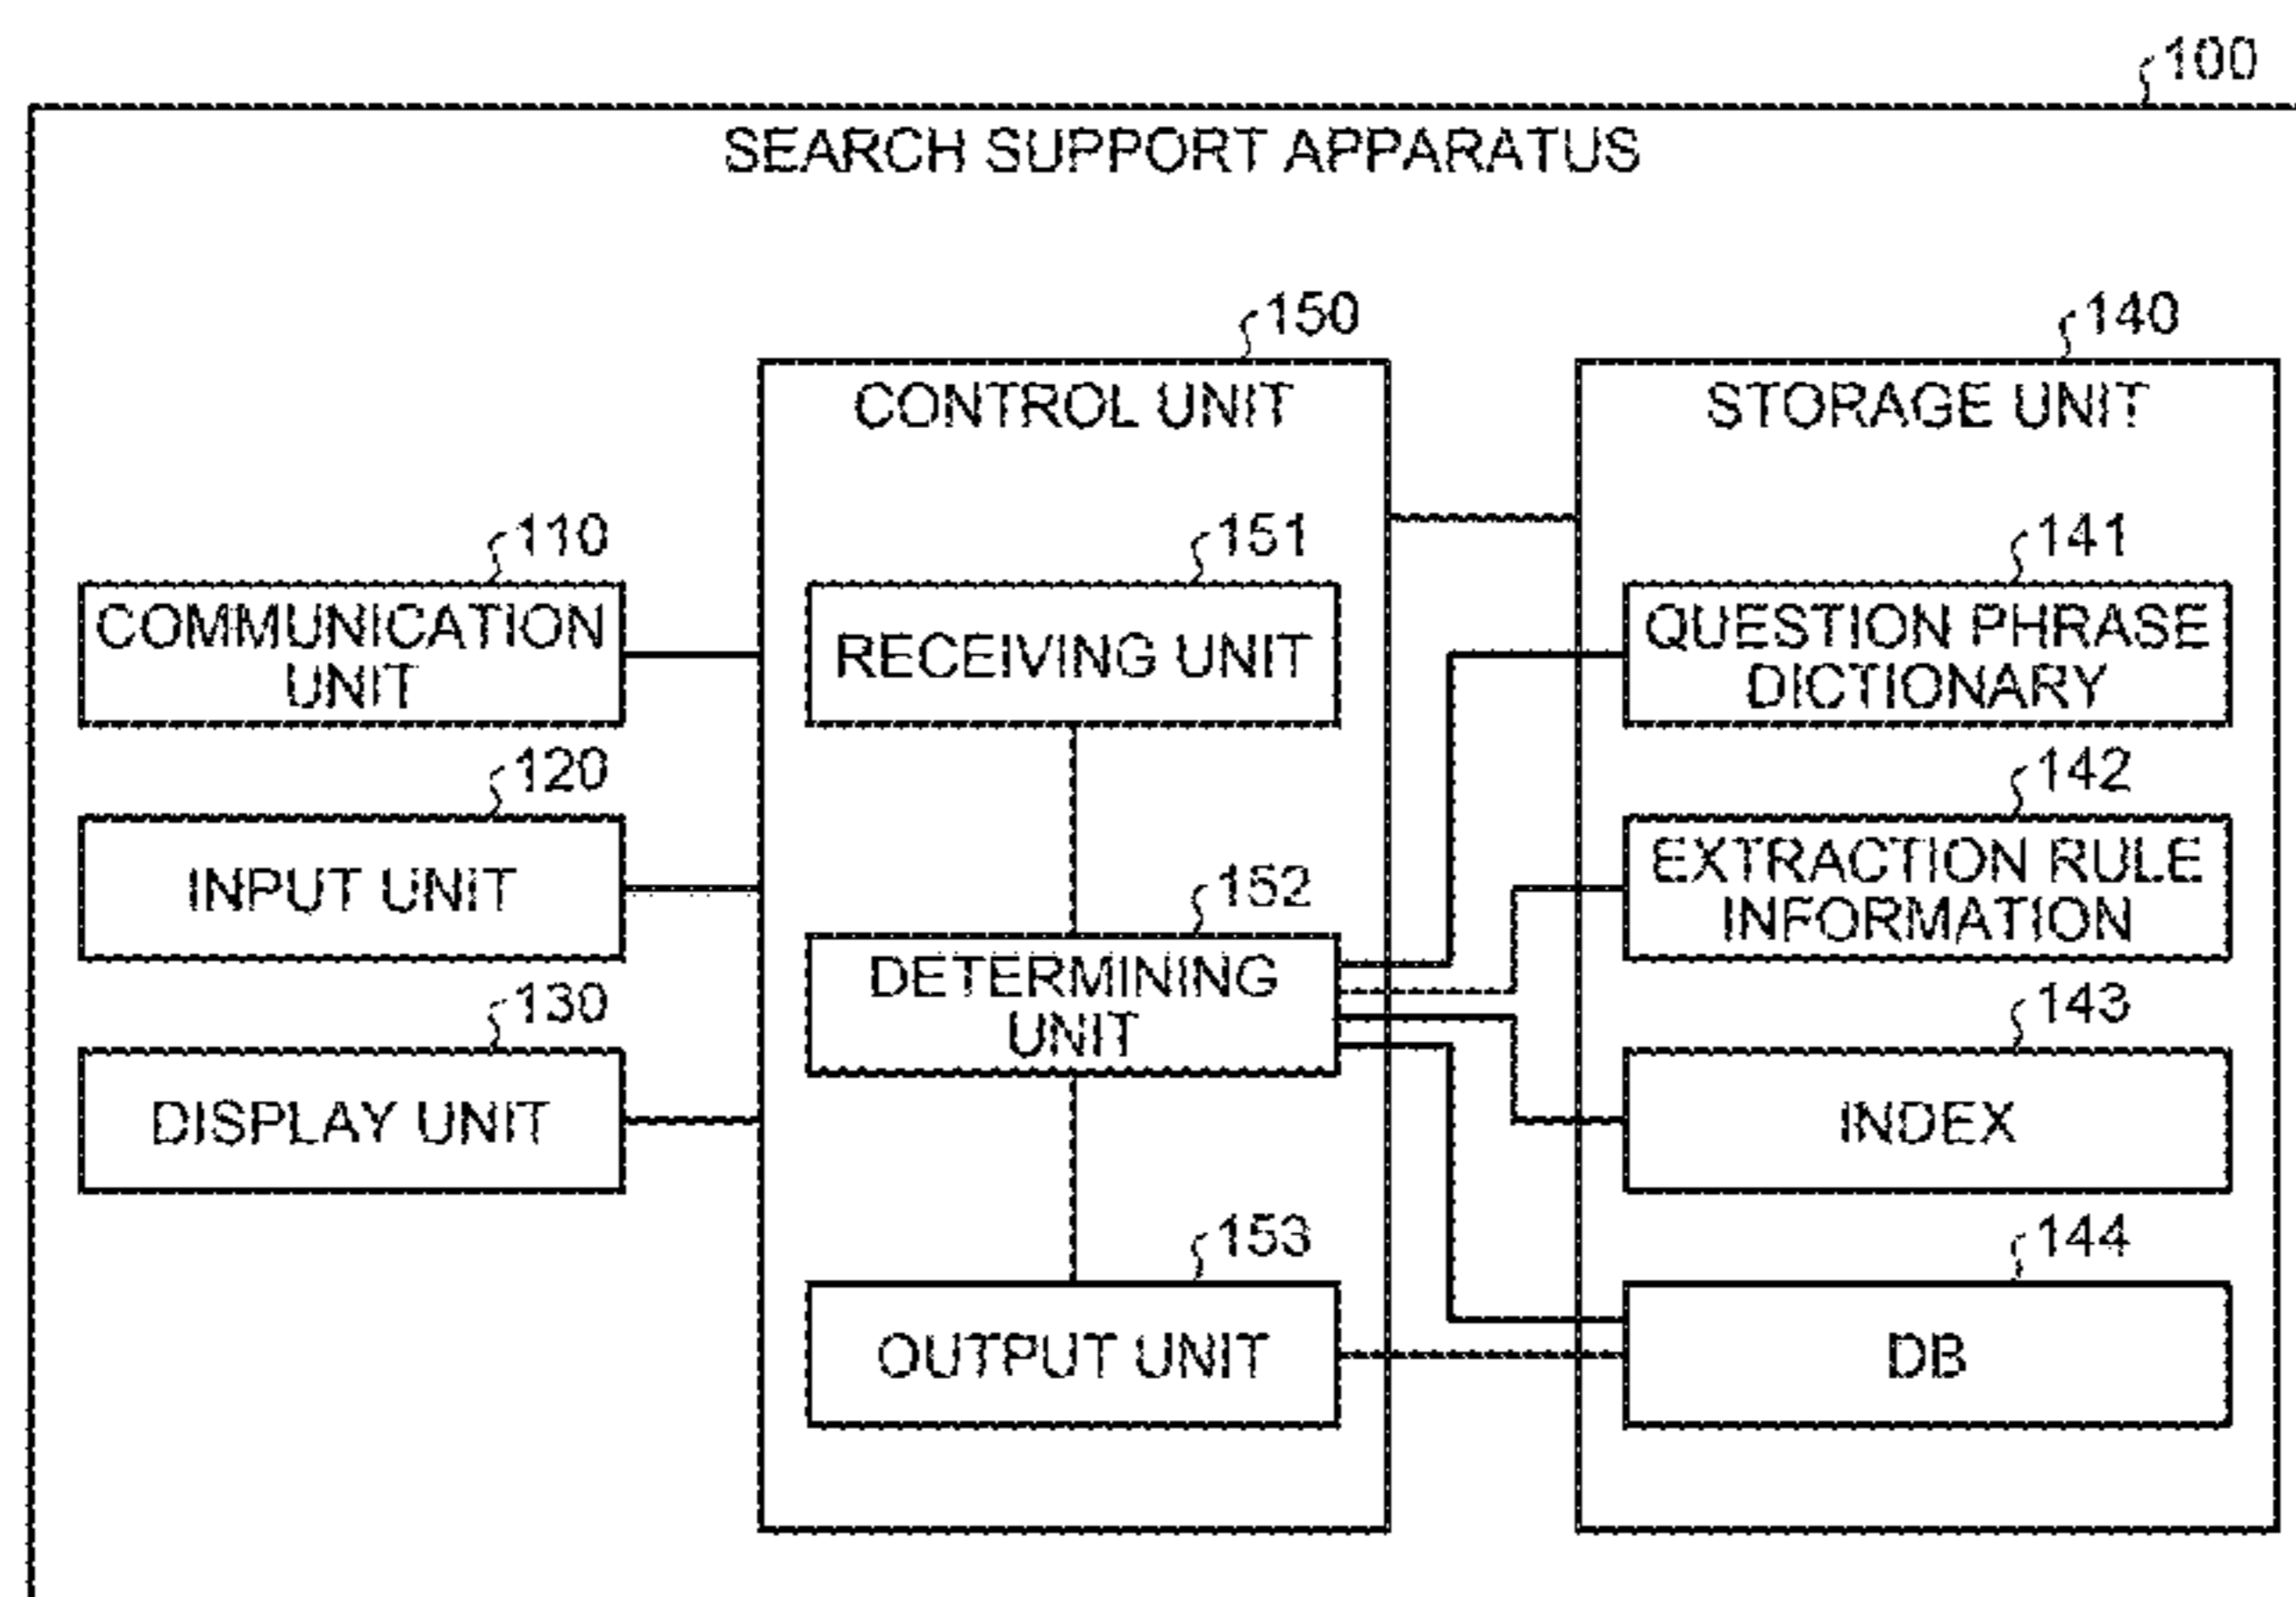 100
SEARCH SUPPORT APPARATUS
150
CONTROL UNIT
140
STORAGE UNIT
110
COMMUNICATION
UNIT
120
INPUT UNIT
130
DISPLAY UNIT
151
RECEIVING UNIT
152
DETERMINING
UNIT
153
OUTPUT UNIT
141
QUESTION PHRASE
DICTIONARY
142
EXTRACTION RULE
INFORMATION
143
INDEX
144
DB